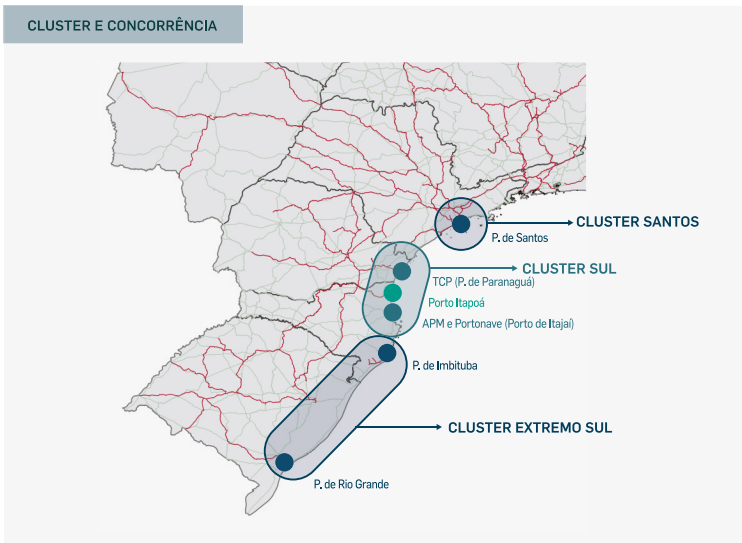 CLUSTER E CONCORRÊNCIA
CLUSTER SANTOS
P. de Santos
CLUSTER SUL
TCP (P. de Paranaguá)
Porto Itapoá
APM e Portonave (Porto de Itajaí)
P. de Imbituba
CLUSTER EXTREMO SUL
P. de Rio Grande